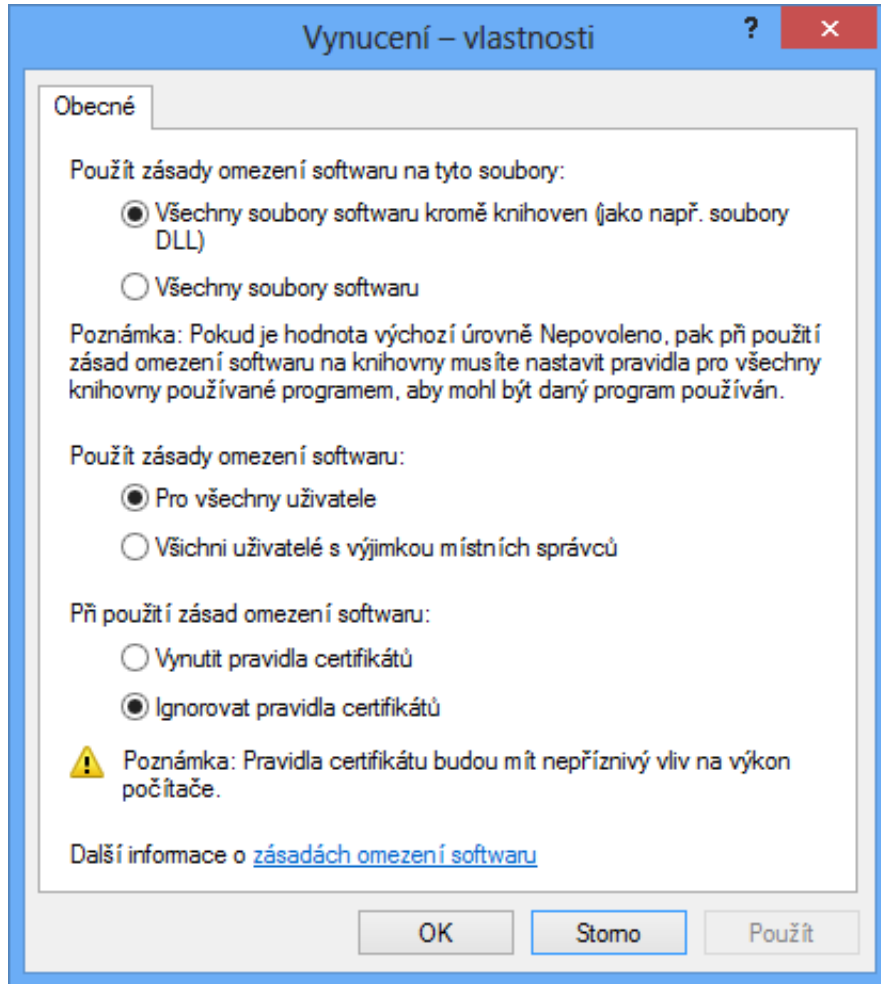 Vynucení – vlastnosti
?
Obecné
Použít zásady omezení softwaru na tyto soubory:
Všechny soubory softwaru kromě knihoven (jako např. soubory
DLL)
Všechny soubory softwaru
Poznámka: Pokud je hodnota výchozí úrovně Nepovoleno, pak při použití
zásad omezení softwaru na knihovny musíte nastavit pravidla pro všechny
knihovny používané programem, aby mohl být daný program používán.
Použít zásady omezení softwaru:
Pro všechny uživatele
Všichni uživatelé s výjimkou místních správců
Při použití zásad omezení softwaru:
Vynutit pravidla certifikátů
Ignorovat pravidla certifikátů
Poznámka: Pravidla certifikátu budou mít nepříznivý vliv na výkon
počítače.
Další informace o zásadách omezení softwaru
OK Storno Použít